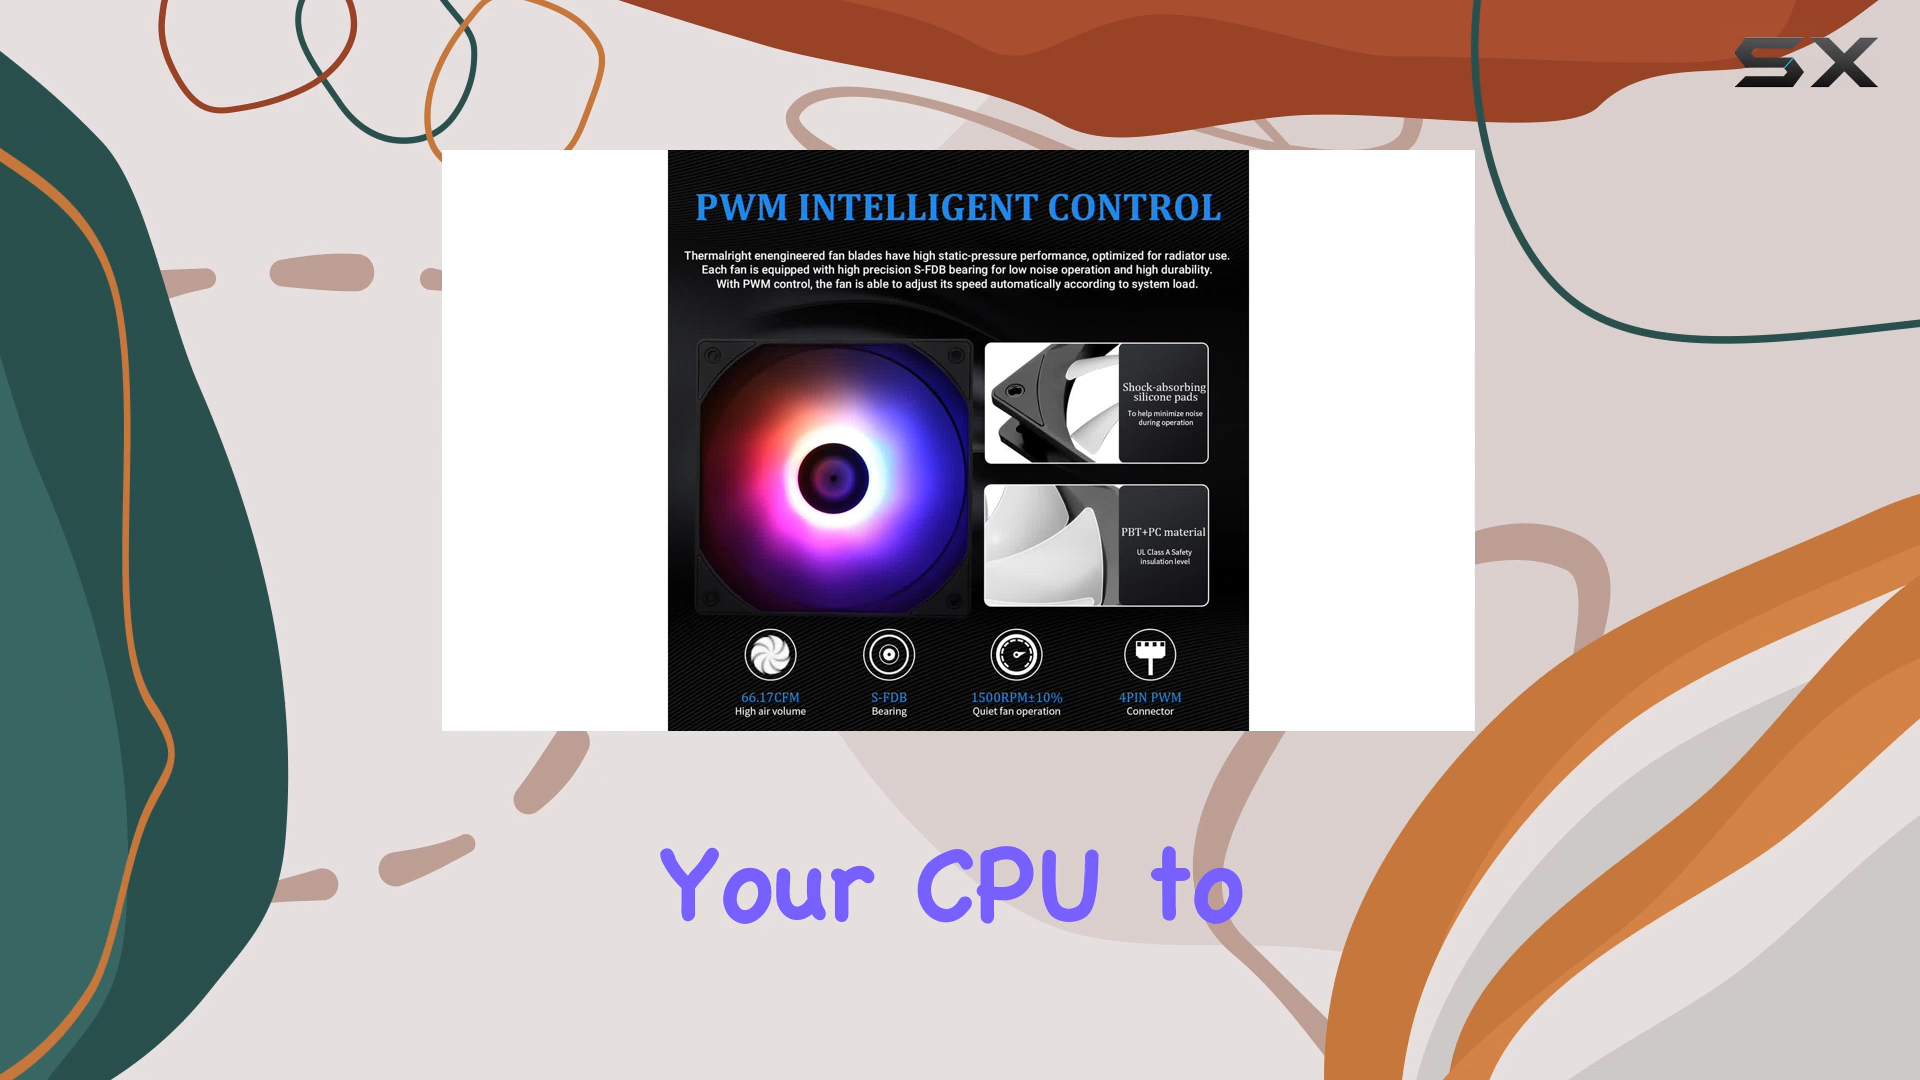 SX
PWM INTELLIGENT CONTROL
Thermalright enengineered fan blades have high static-pressure performance, optimized for radiator use.
Each fan is equipped with high precision S-FDB bearing for low noise operation and high durability.
With PWM control, the fan is able to adjust its speed automatically according to system load.
Shock-absorbing
silicone pads
To help minimize noise
during operation
PBT+PC material
UL Class A Safety
insulation level
66.17CFM
High air volume
S-FDB
Bearing
1500RPM±10%
Quiet fan operation
4PIN PWM
Connector
Your CPU to